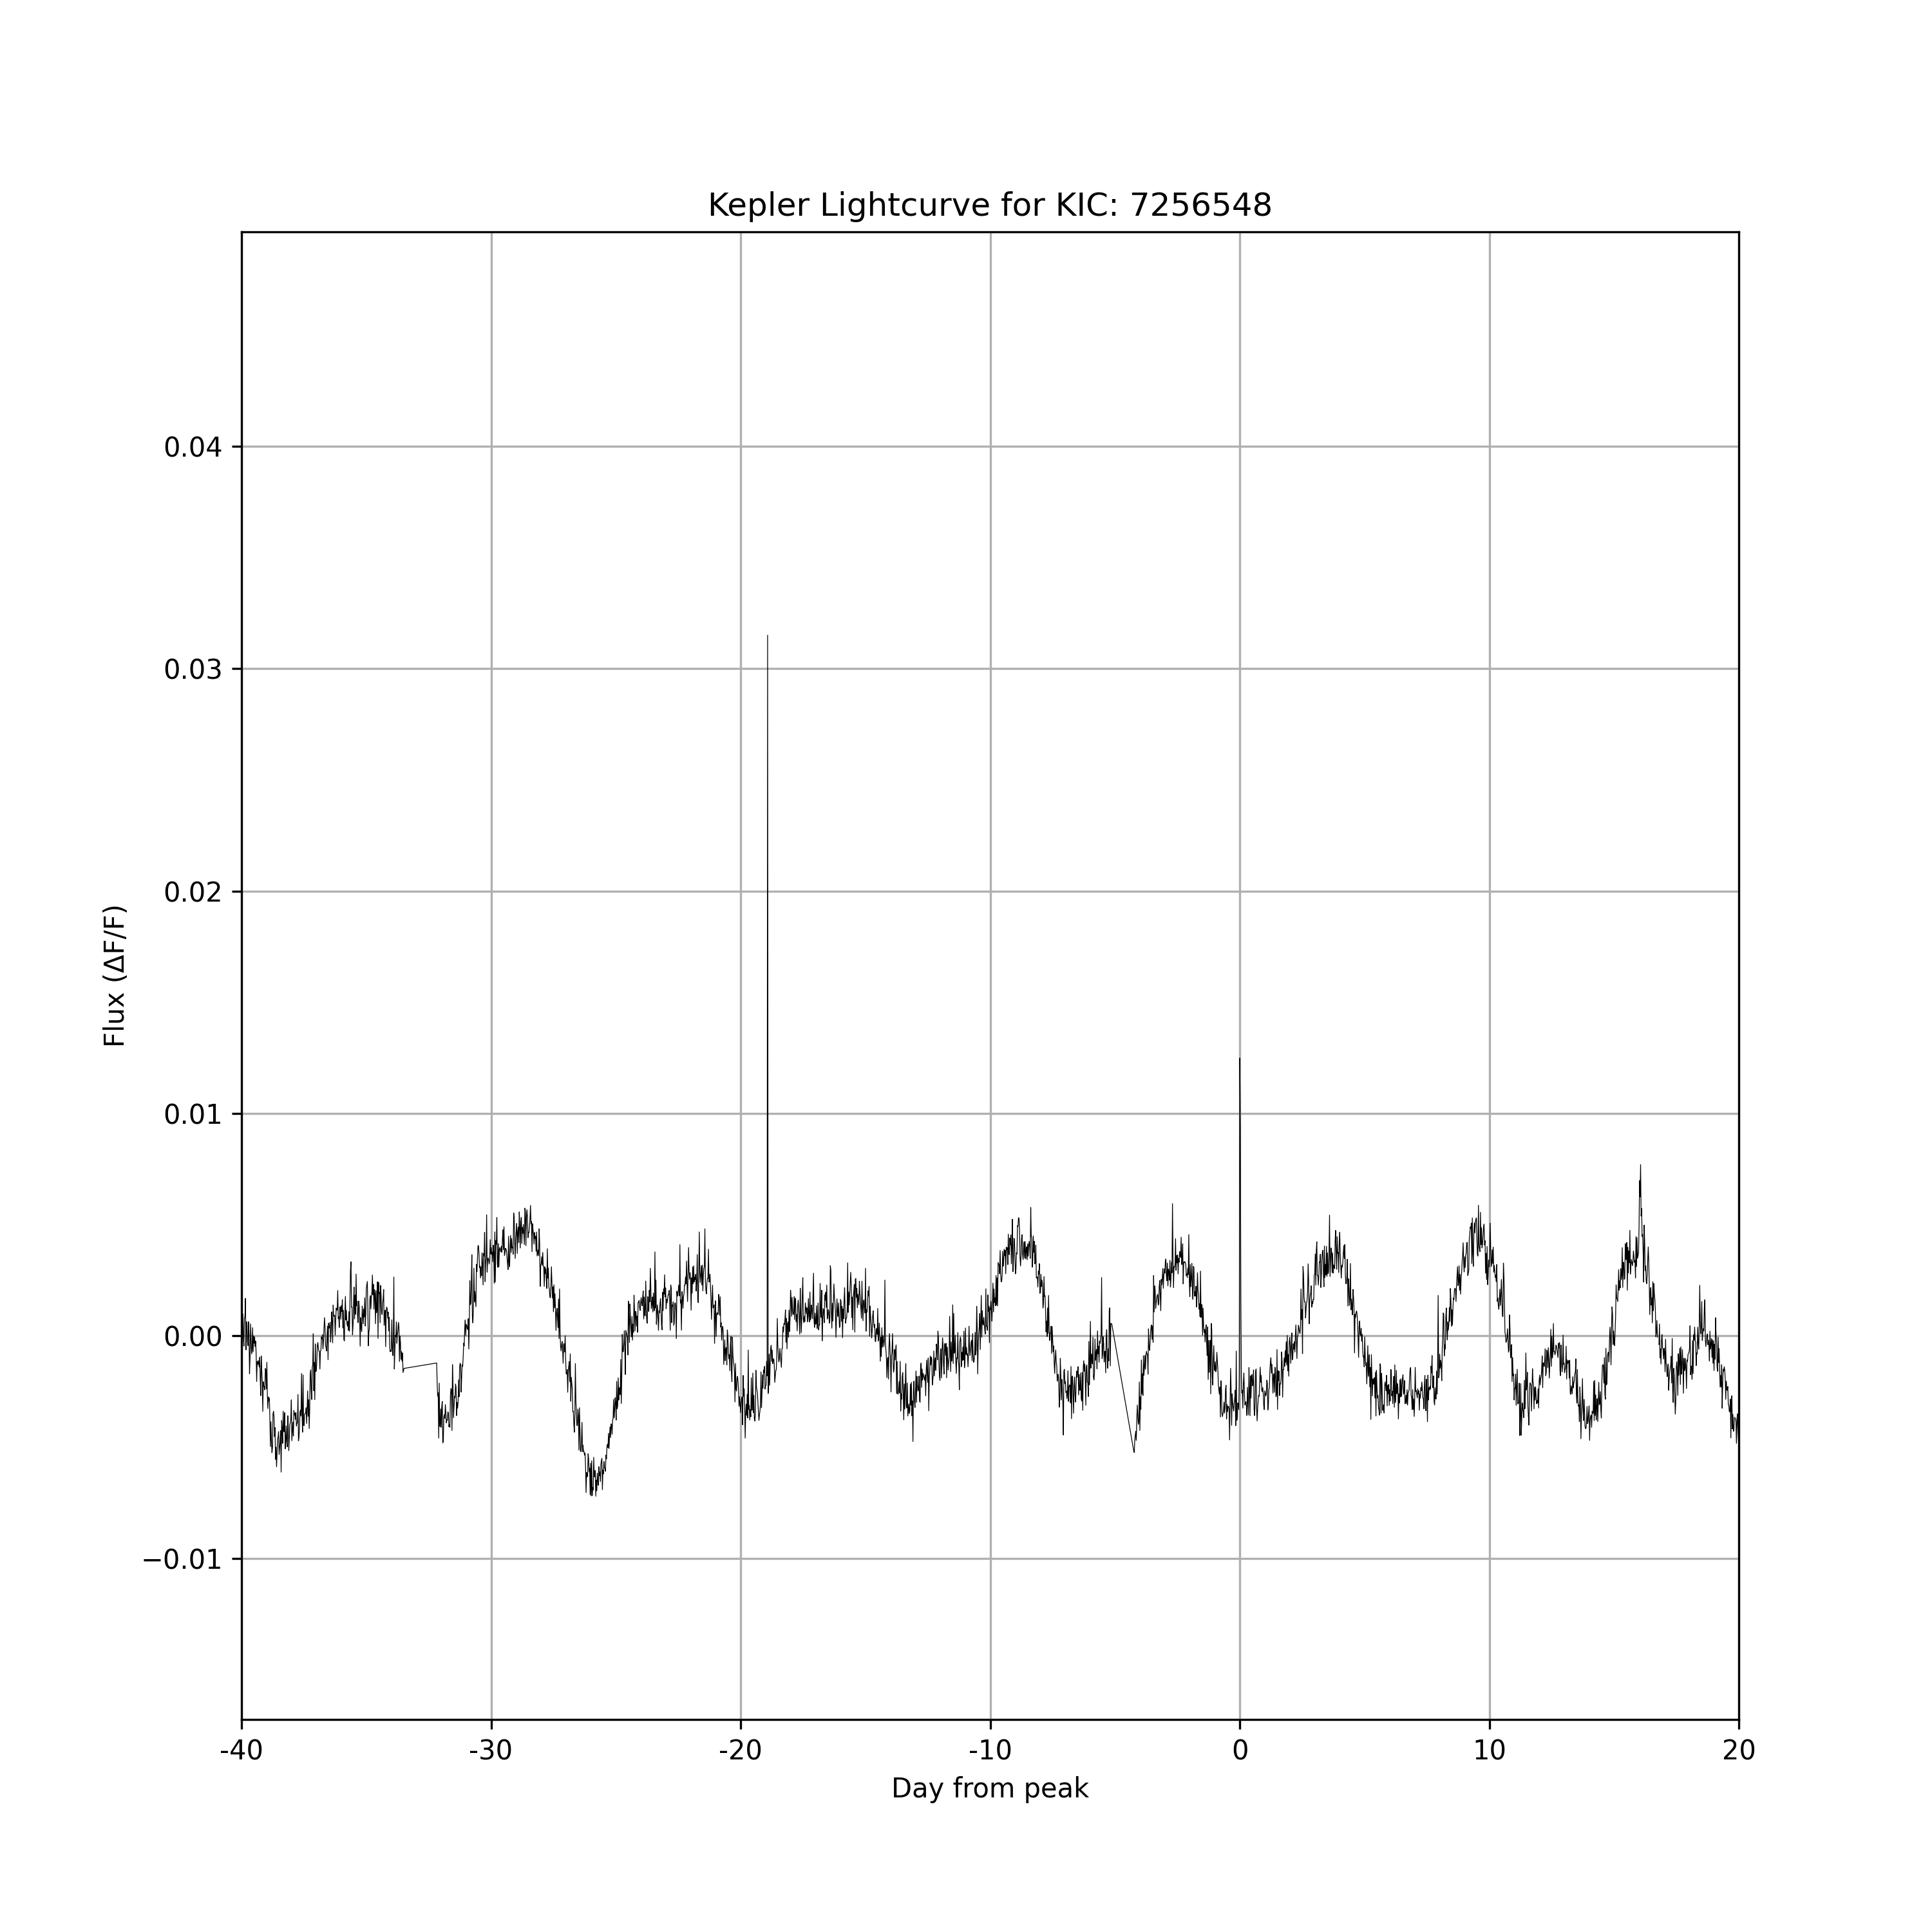 Kepler Lightcurve for KIC: 7256548
Flux (ΔF/F)
0.04
0.03
0.02
0.01
0.00
−0.01
-40 -30 -20 -10 0 10 20
Day from peak